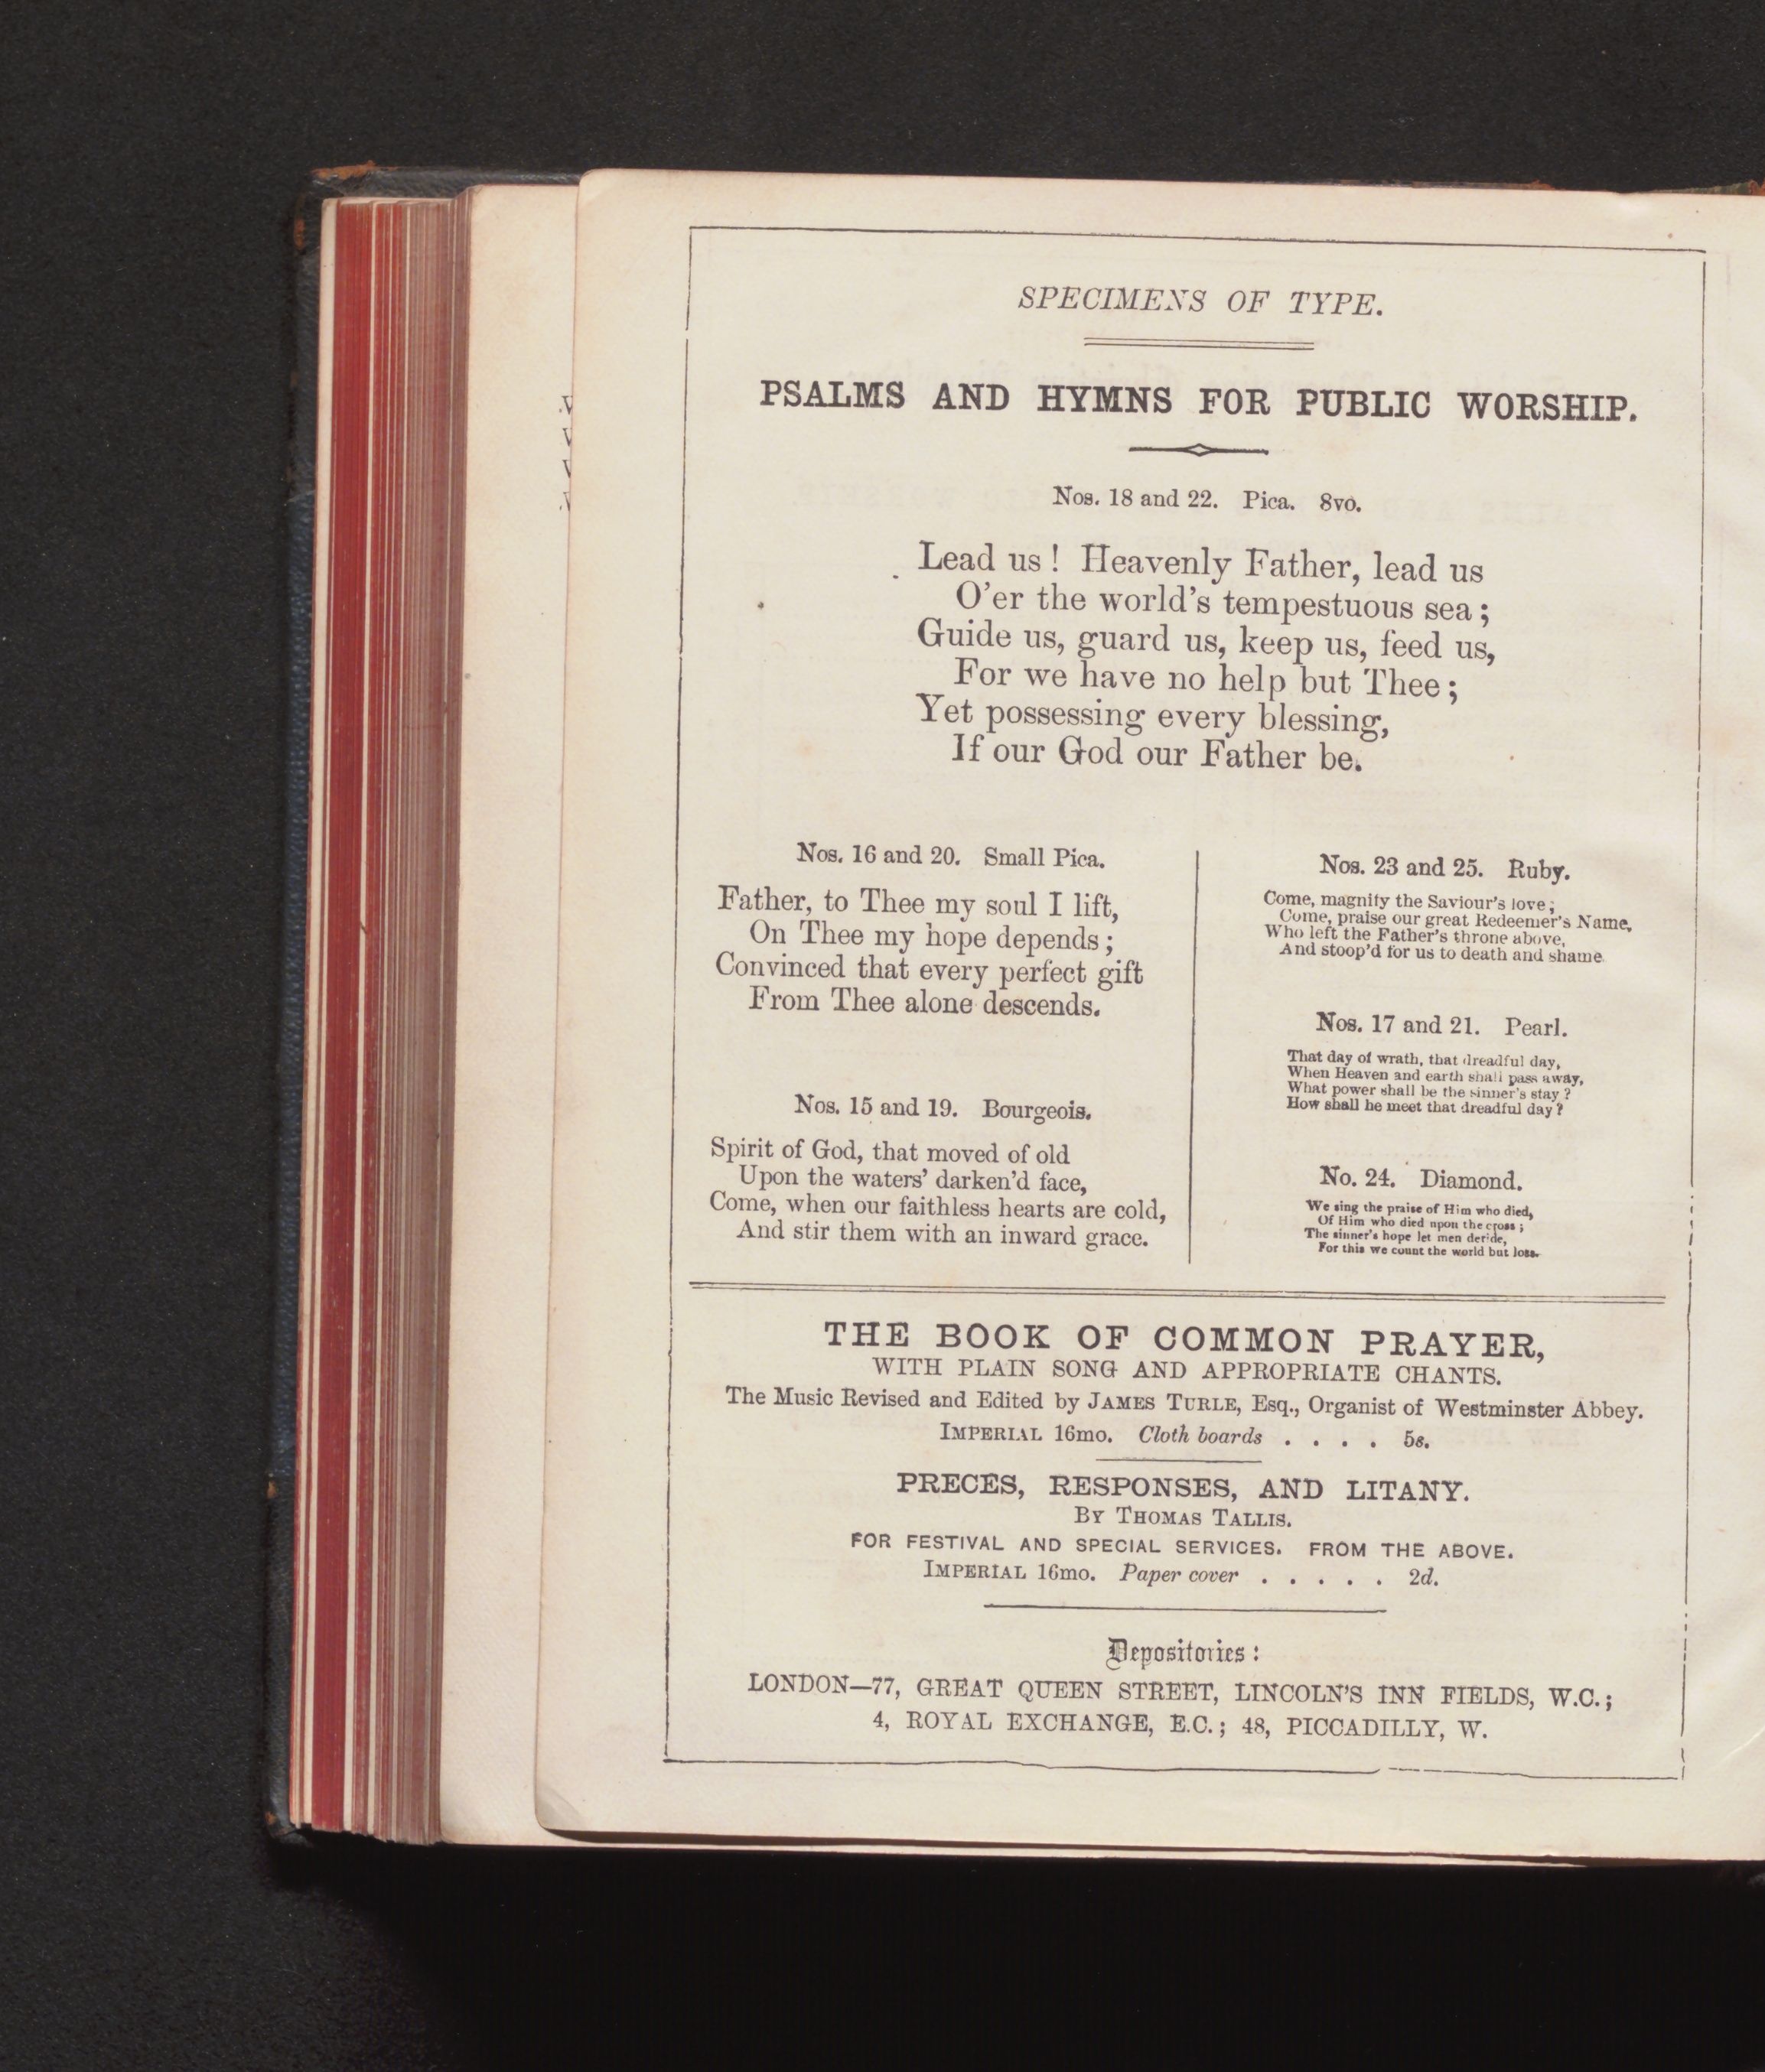 SPECIMENS OF TYPE.
PSALMS AND HYMNS FOR PUBLIC WORSHIP.
Nos. 18 and 22. Pica. 8vo.
Lead us! Heavenly Father, lead us
O'er the world's tempestuous sea;
Guide us, guard us, keep us, feed us,
For we have no help but Thee;
Yet possessing every blessing,
If our God our Father be.
Nos. 16 and 20. Small Pica.
Father, to Thee my soul I lift,
On Thee my hope depends;
Convinced that every perfect gift
From Thee alone descends.
Nos. 15 and 19. Bourgeois.
Spirit of God, that moved of old
Upon the waters' darken'd face,
Come, when our faithless hearts are cold,
And stir them with an inward grace.
Nos. 23 and 25. Ruby.
Come, magnify the Saviour's love;
Come, praise our great Redeemer's Name,
Who left the Father's throne above,
And stoop'd for us to death and shame.
Nos. 17 and 21. Pearl.
That day of wrath, that dreadful day,
When Heaven and earth shall pass away,
What power shall be the sinner's stay?
How shall he meet that dreadful day?
No. 24. Diamond.
We sing the praise of Him who died,
Of Him who died upon the cross;
The sinner's hope let men deride,
For this we count the world but loss.
THE BOOK OF COMMON PRAYER,
WITH PLAIN SONG AND APPROPRIATE CHANTS.
The Music Revised and Edited by JAMES TURLE, Esq., Organist of Westminster Abbey.
IMPERIAL 16mo. Cloth boards . . . . 5s.
PRECES, RESPONSES, AND LITANY.
BY THOMAS TALLIS.
FOR FESTIVAL AND SPECIAL SERVICES. FROM THE ABOVE.
IMPERIAL 16mo. Paper cover . . . . . 2d.
Depositories:
LONDON—77, GREAT QUEEN STREET, LINCOLN'S INN FIELDS, W.C.;
4, ROYAL EXCHANGE, E.C.; 48, PICCADILLY, W.